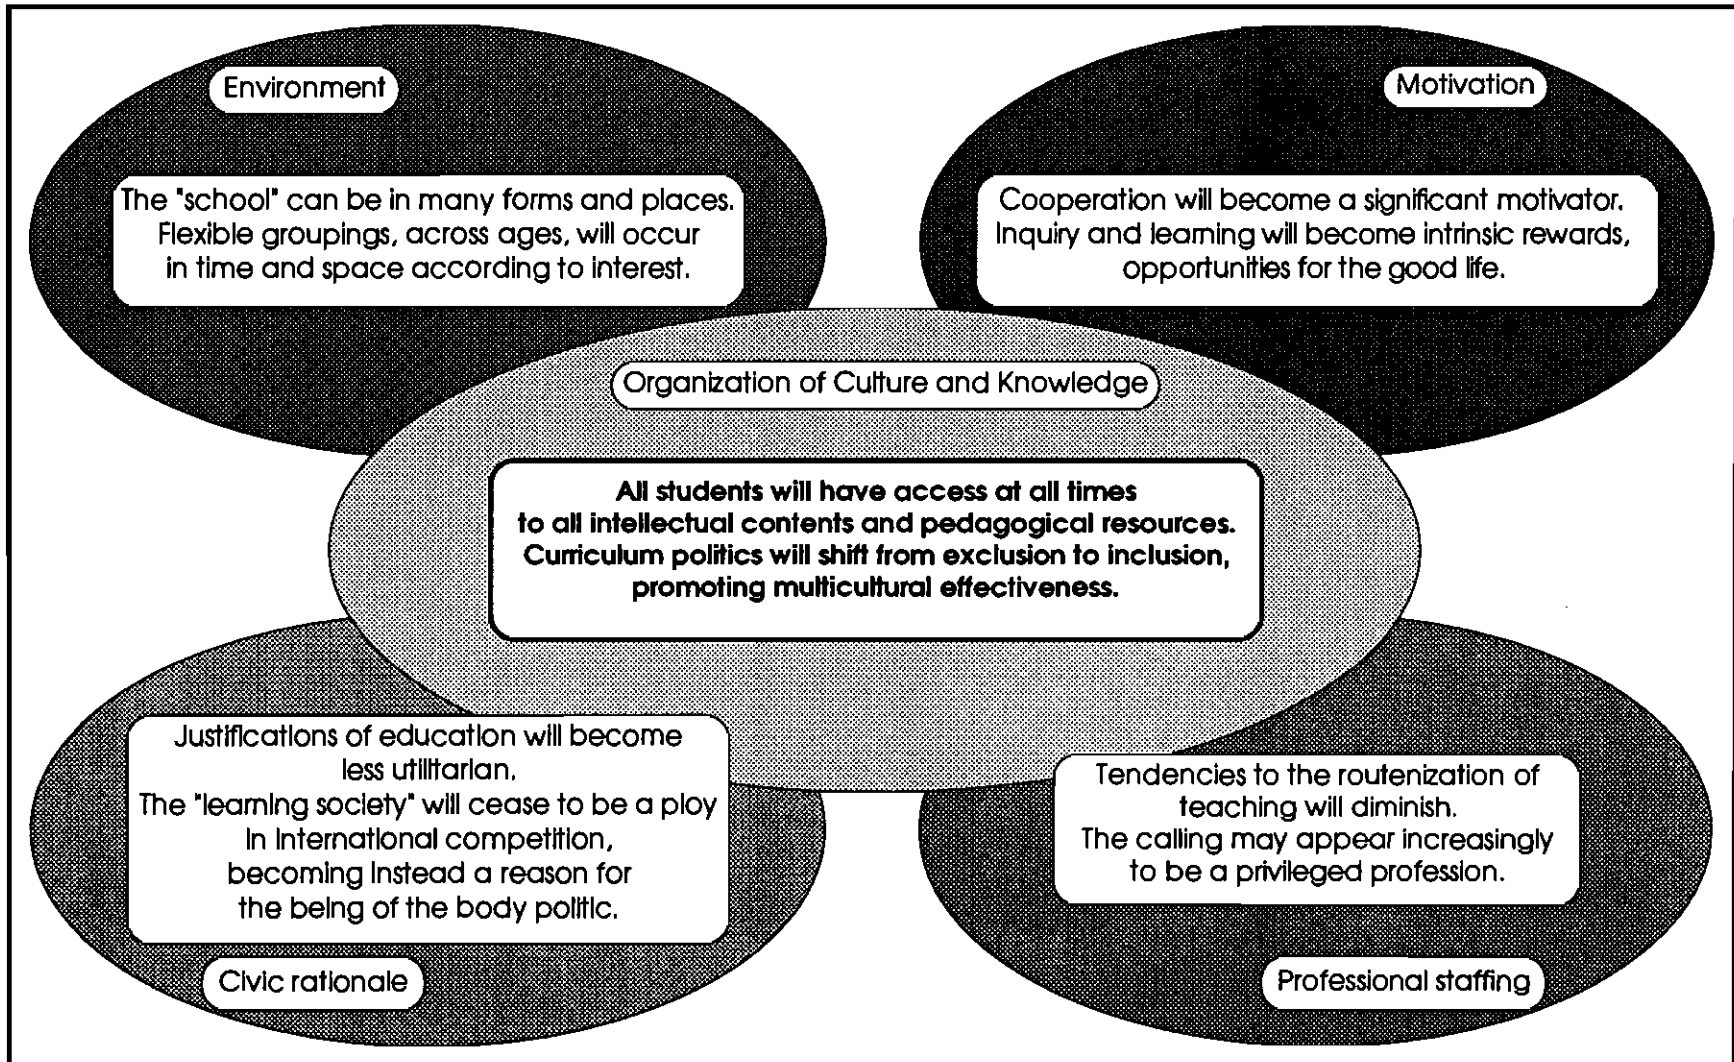 Environment
The "school" can be in many forms and places.
Flexible groupings, across ages, will occur
in time and space according to interest.
Motivation
Cooperation will become a significant motivator.
Inquiry and learning will become intrinsic rewards,
opportunities for the good life.
Organization of Culture and Knowledge
All students will have access at all times
to all intellectual contents and pedagogical resources.
Curriculum politics will shift from exclusion to inclusion,
promoting multicultural effectiveness.
Justifications of education will become
less utilitarian.
The "learning society" will cease to be a ploy
in international competition,
becoming instead a reason for
the being of the body politic.
Civic rationale
Tendencies to the routenization of
teaching will diminish.
The calling may appear increasingly
to be a privileged profession.
Professional staffing